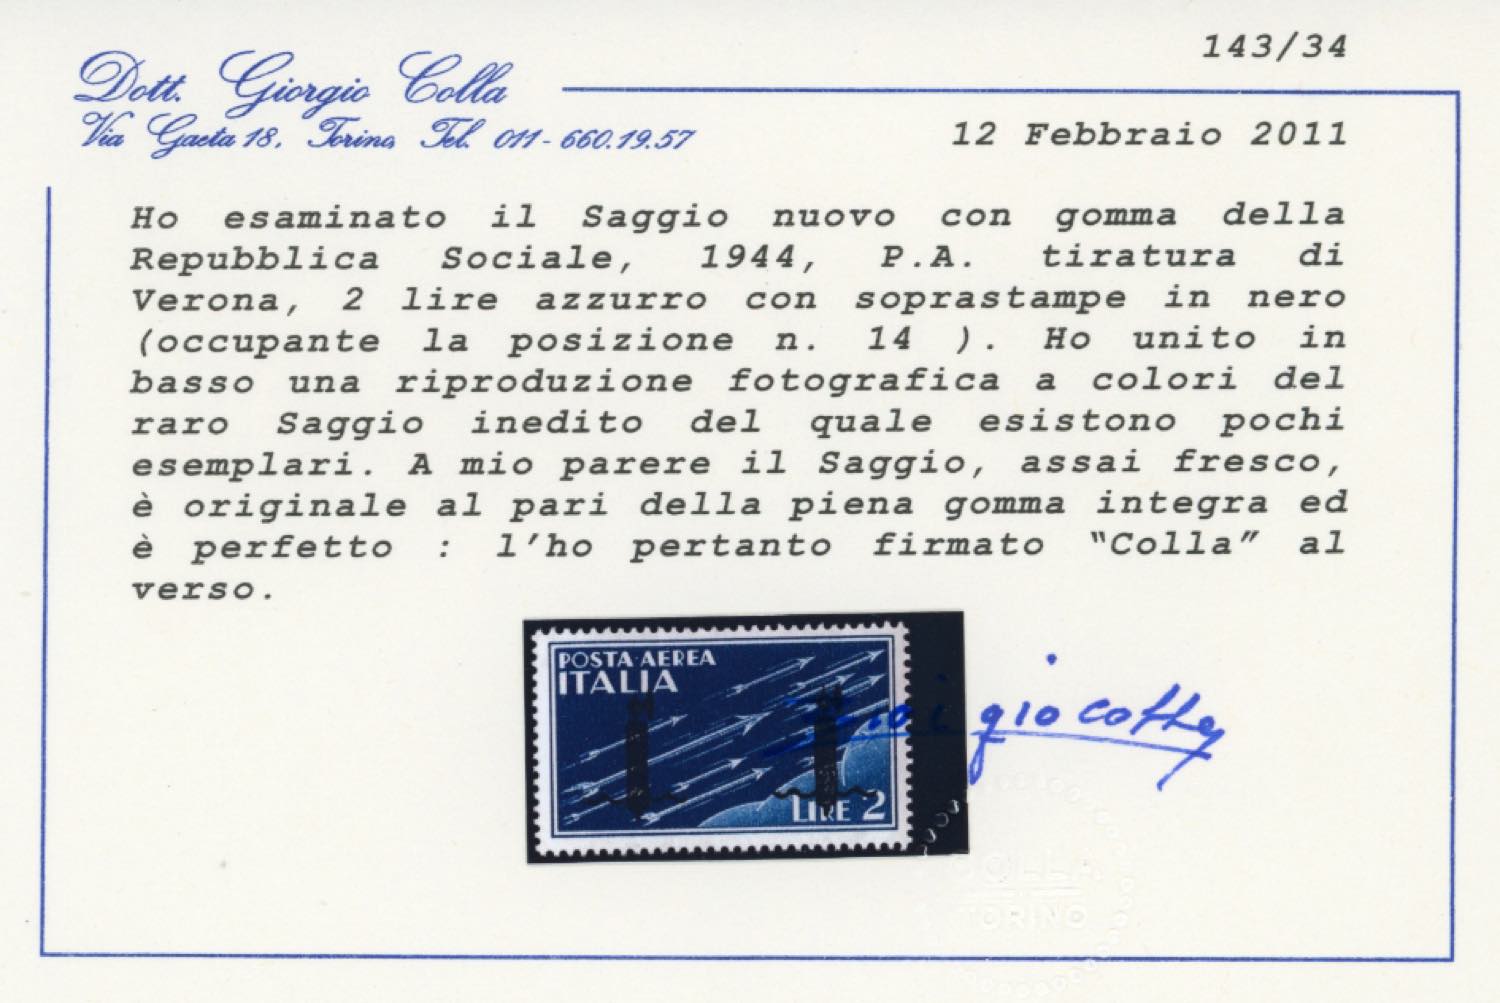 143/34
Dott. Giorgio Colla
Via Gaeta 18, Torino Tel. 011-660.19.57
12 Febbraio 2011
Ho esaminato il Saggio nuovo con gomma della
Repubblica Sociale, 1944, P.A. tiratura di
Verona, 2 lire azzurro con soprastampe in nero
(occupante la posizione n. 14 ). Ho unito in
basso una riproduzione fotografica a colori del
raro Saggio inedito del quale esistono pochi
esemplari. A mio parere il Saggio, assai fresco,
è originale al pari della piena gomma integra ed
è perfetto : l'ho pertanto firmato “Colla” al
verso.
POSTA·AEREA
ITALIA
LIRE 2
COLLA
TORINO